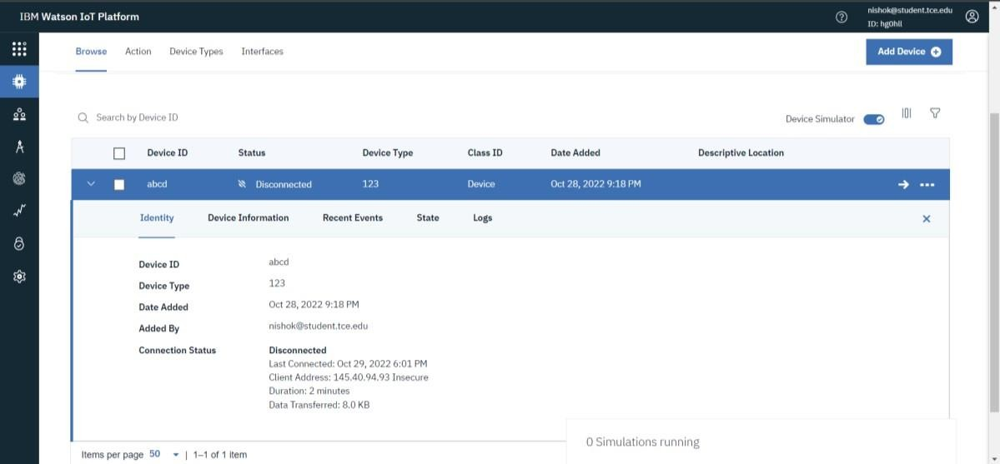 IBM Watson IoT Platform
nishok@student.tce.edu
ID: hg0hll
Browse Action Device Types Interfaces
Add Device
Search by Device ID
Device Simulator
Device ID Status Device Type Class ID Date Added Descriptive Location
abcd Disconnected 123 Device Oct 28, 2022 9:18 PM
Identity Device Information Recent Events State Logs
Device ID abcd
Device Type 123
Date Added Oct 28, 2022 9:18 PM
Added By nishok@student.tce.edu
Connection Status Disconnected
Last Connected: Oct 29, 2022 6:01 PM
Client Address: 145.40.94.93 Insecure
Duration: 2 minutes
Data Transferred: 8.0 KB
0 Simulations running
Items per page 50 | 1–1 of 1 item